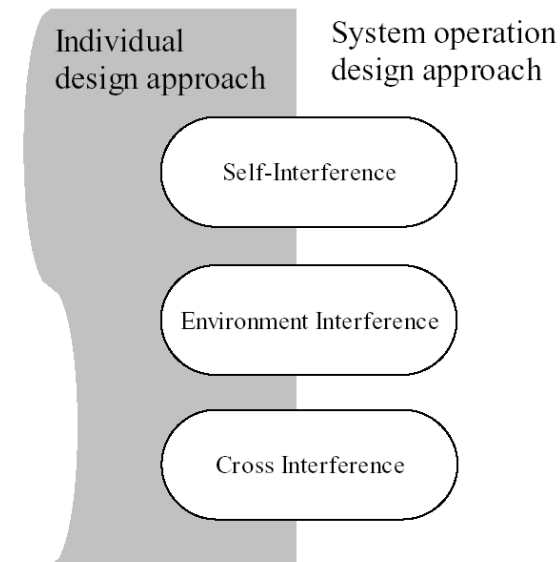 Individual
design approach
System operation
design approach
Self-Interference
Environment Interference
Cross Interference